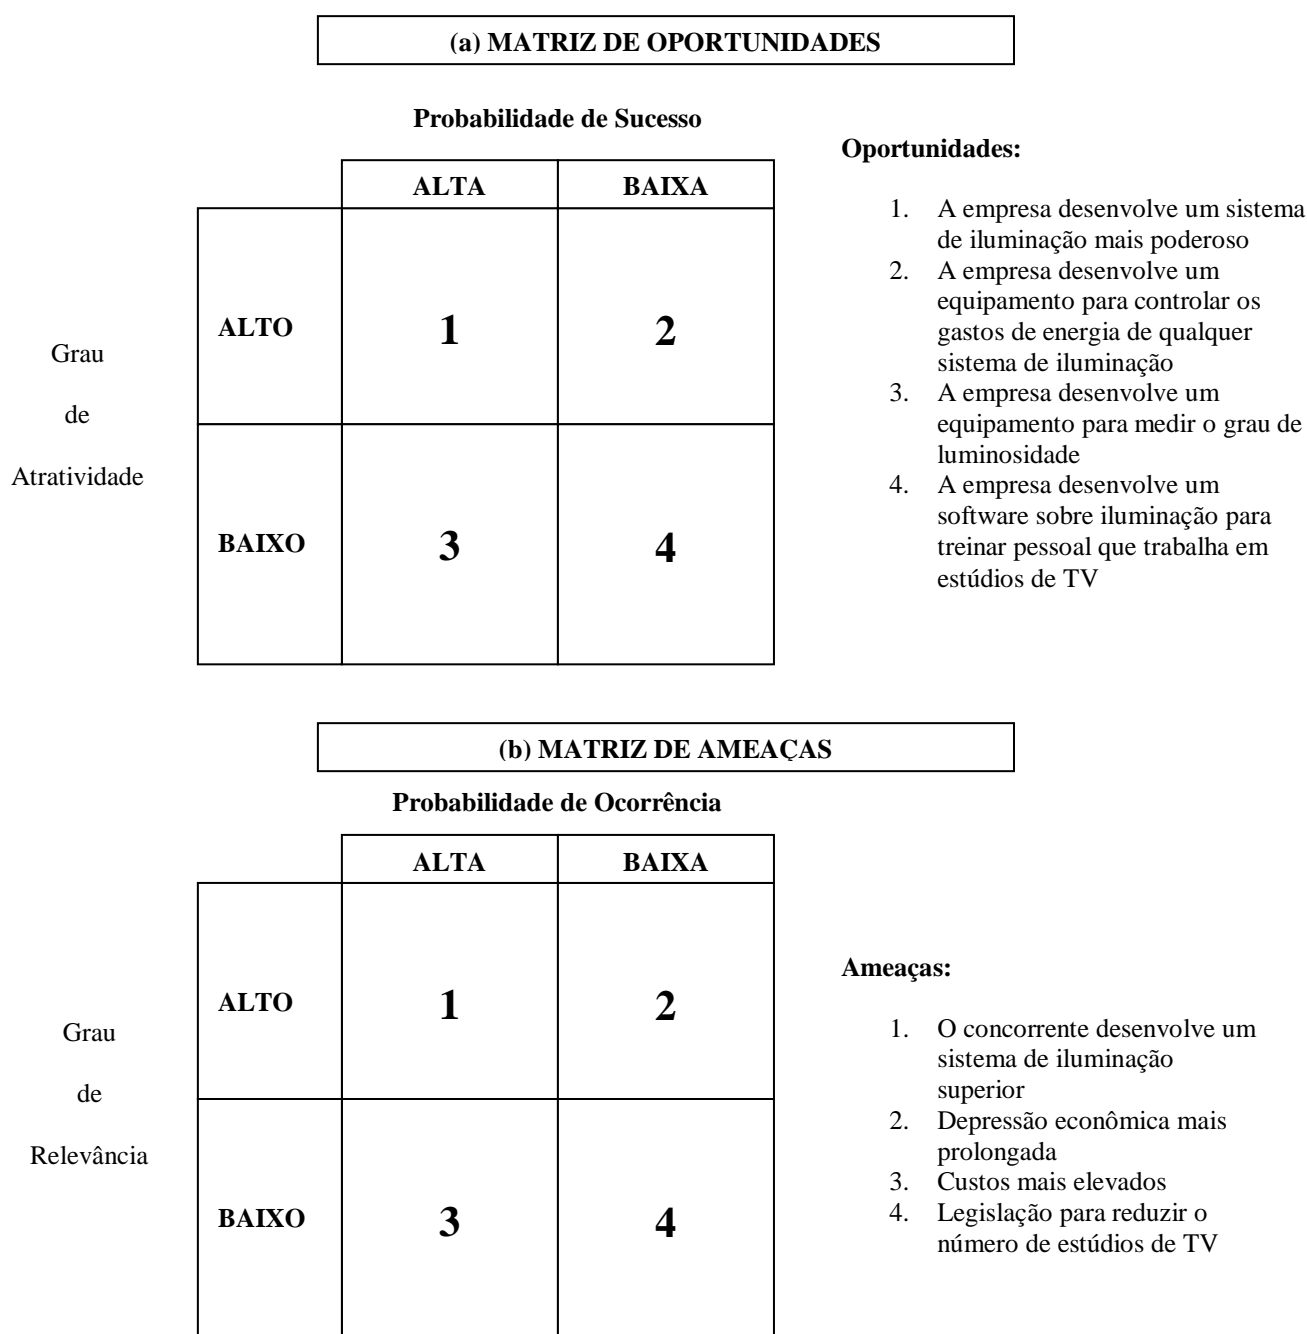 (a) MATRIZ DE OPORTUNIDADES
Probabilidade de Sucesso
ALTA BAIXA
Grau
de
Atratividade
ALTO 1 2
BAIXO 3 4
Oportunidades:
1. A empresa desenvolve um sistema
de iluminação mais poderoso
2. A empresa desenvolve um
equipamento para controlar os
gastos de energia de qualquer
sistema de iluminação
3. A empresa desenvolve um
equipamento para medir o grau de
luminosidade
4. A empresa desenvolve um
software sobre iluminação para
treinar pessoal que trabalha em
estúdios de TV
(b) MATRIZ DE AMEAÇAS
Probabilidade de Ocorrência
ALTA BAIXA
Grau
de
Relevância
ALTO 1 2
BAIXO 3 4
Ameaças:
1. O concorrente desenvolve um
sistema de iluminação
superior
2. Depressão econômica mais
prolongada
3. Custos mais elevados
4. Legislação para reduzir o
número de estúdios de TV